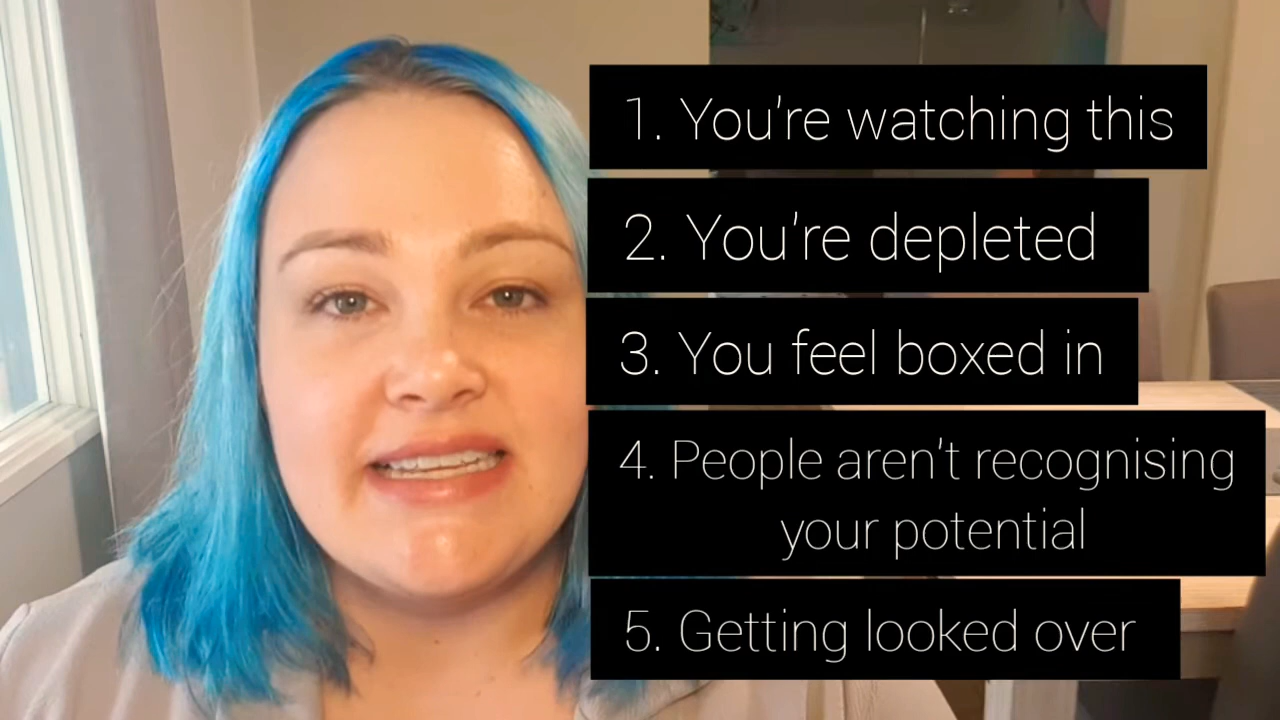 1. You're watching this
2. You're depleted
3. You feel boxed in
4. People aren't recognising
your potential
5. Getting looked over